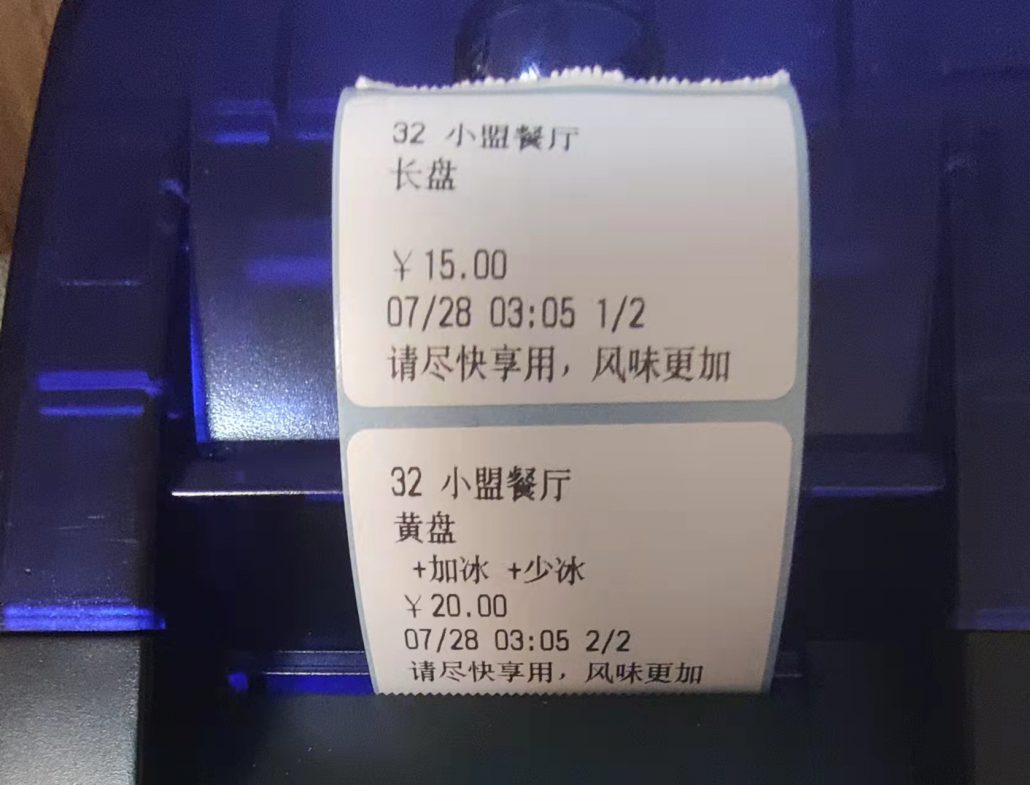 32 小盟餐厅
长盘
￥15.00
07/28 03:05 1/2
请尽快享用，风味更加
32 小盟餐厅
黄盘
+加冰 +少冰
￥20.00
07/28 03:05 2/2
请尽快享用，风味更加